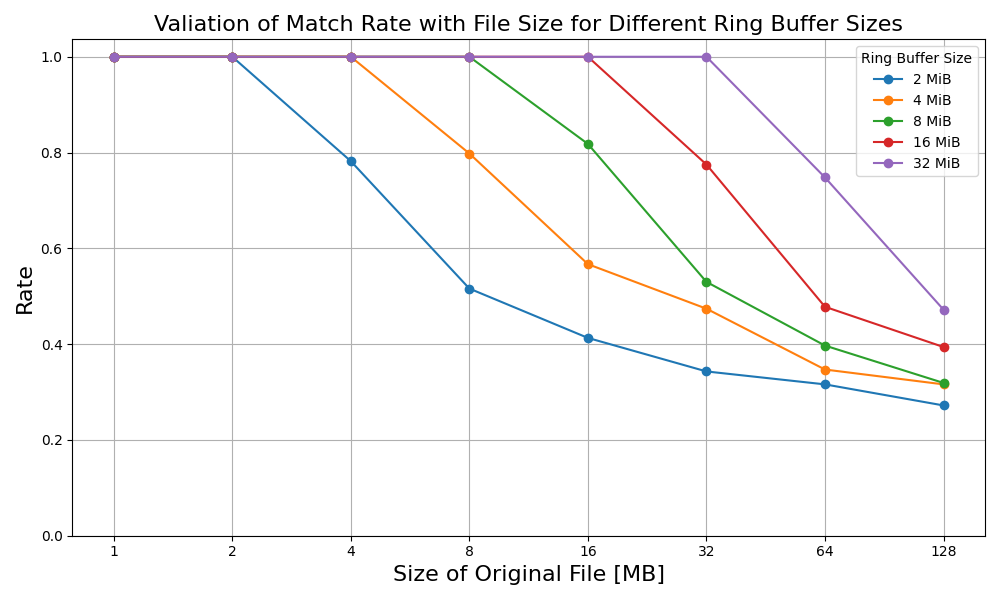 Valiation of Match Rate with File Size for Different Ring Buffer Sizes
Rate
1.0
0.8
0.6
0.4
0.2
0.0
Ring Buffer Size
2 MiB
4 MiB
8 MiB
16 MiB
32 MiB
1 2 4 8 16 32 64 128
Size of Original File [MB]